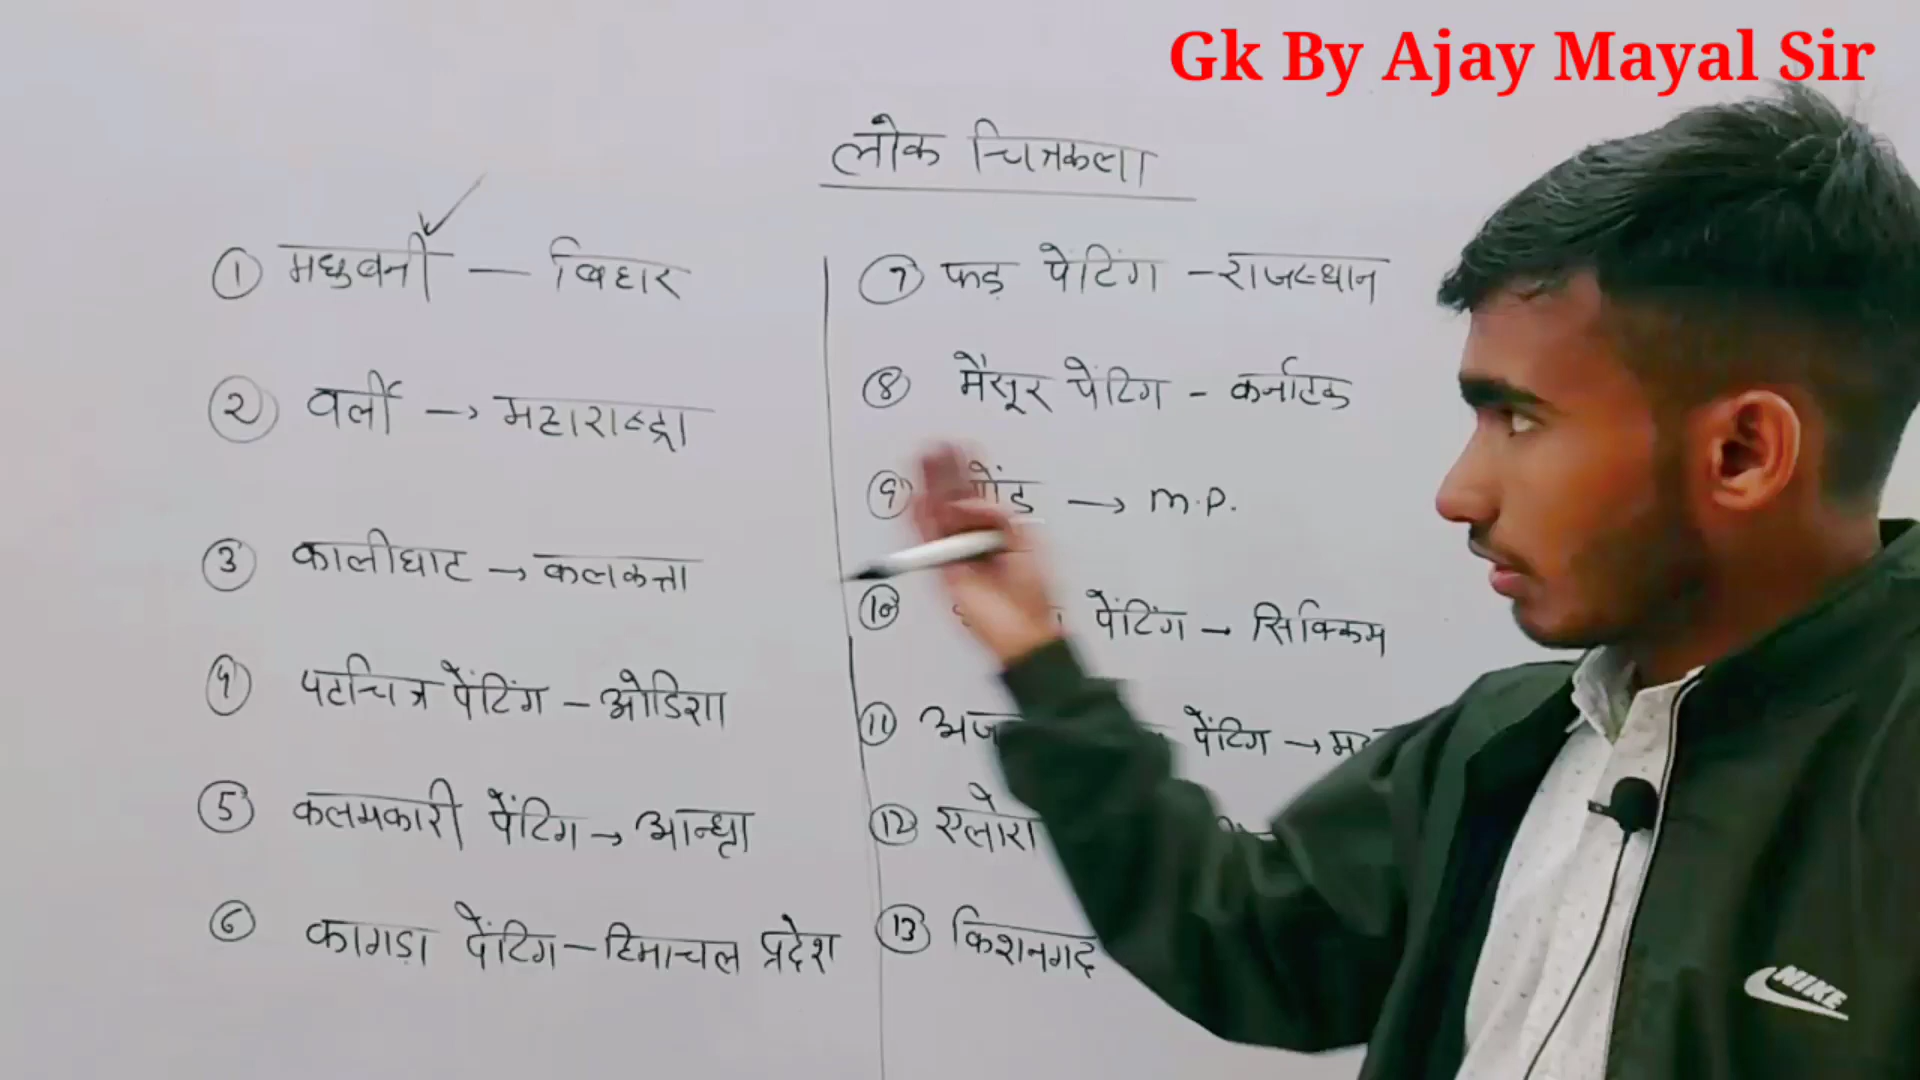 Gk By Ajay Mayal Sir
लोक चित्रकला
① मधुबनी — बिहार
② वर्ली → महाराष्ट्रा
③ कालीघाट → कलकत्ता
④ पटचित्र पेंटिंग – ओडिशा
⑤ कलमकारी पेंटिंग → आन्ध्रा
⑥ कागड़ा पेंटिंग – हिमाचल प्रदेश
⑦ फड़ पेंटिंग – राजस्थान
⑧ मैसूर पेंटिंग - कर्नाटक
⑨ गोंड → M.P.
⑩ पेंटिंग → सिक्किम
⑪ पेंटिंग →
⑫ एलोरा
⑬ किशनगढ
NIKE